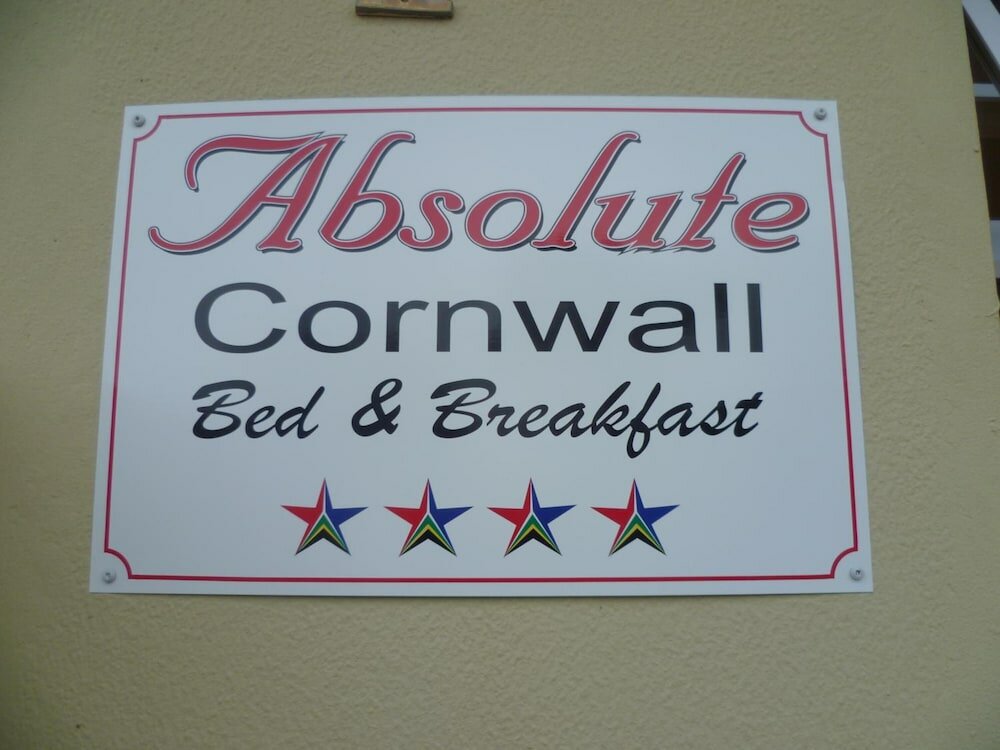 Absolute
Cornwall
Bed & Breakfast